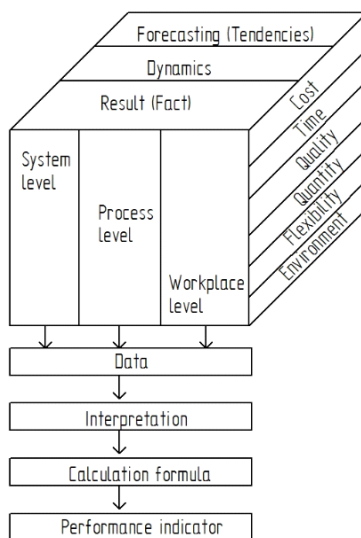 Forecasting (Tendencies)
Dynamics
Result (Fact)
Cost
Time
Quality
Quantity
Flexibility
Environment
System
level
Process
level
Workplace
level
Data
Interpretation
Calculation formula
Performance indicator